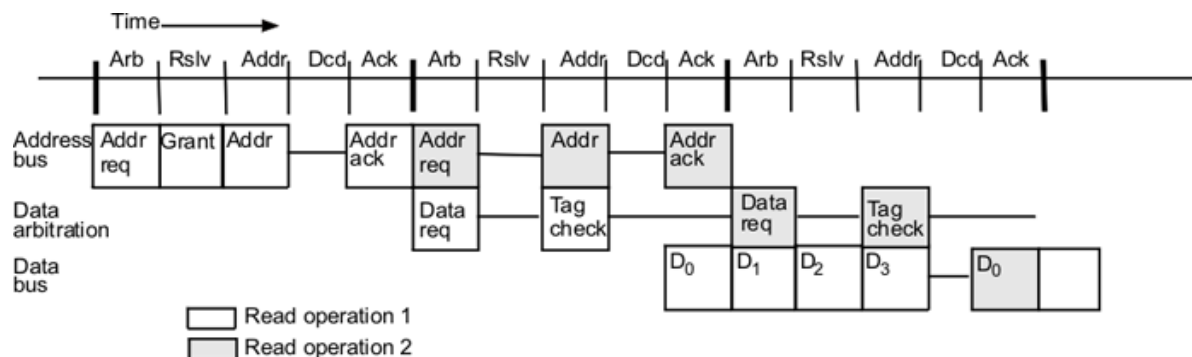 Time
Arb Rslv Addr Dcd Ack Arb Rslv Addr Dcd Ack Arb Rslv Addr Dcd Ack
Address
bus
Addr
req
Grant
Addr
Addr
ack
Addr
req
Addr
Addr
ack
Data
arbitration
Data
req
Tag
check
Data
req
Tag
check
Data
bus
D0 D1 D2 D3 D0
Read operation 1
Read operation 2